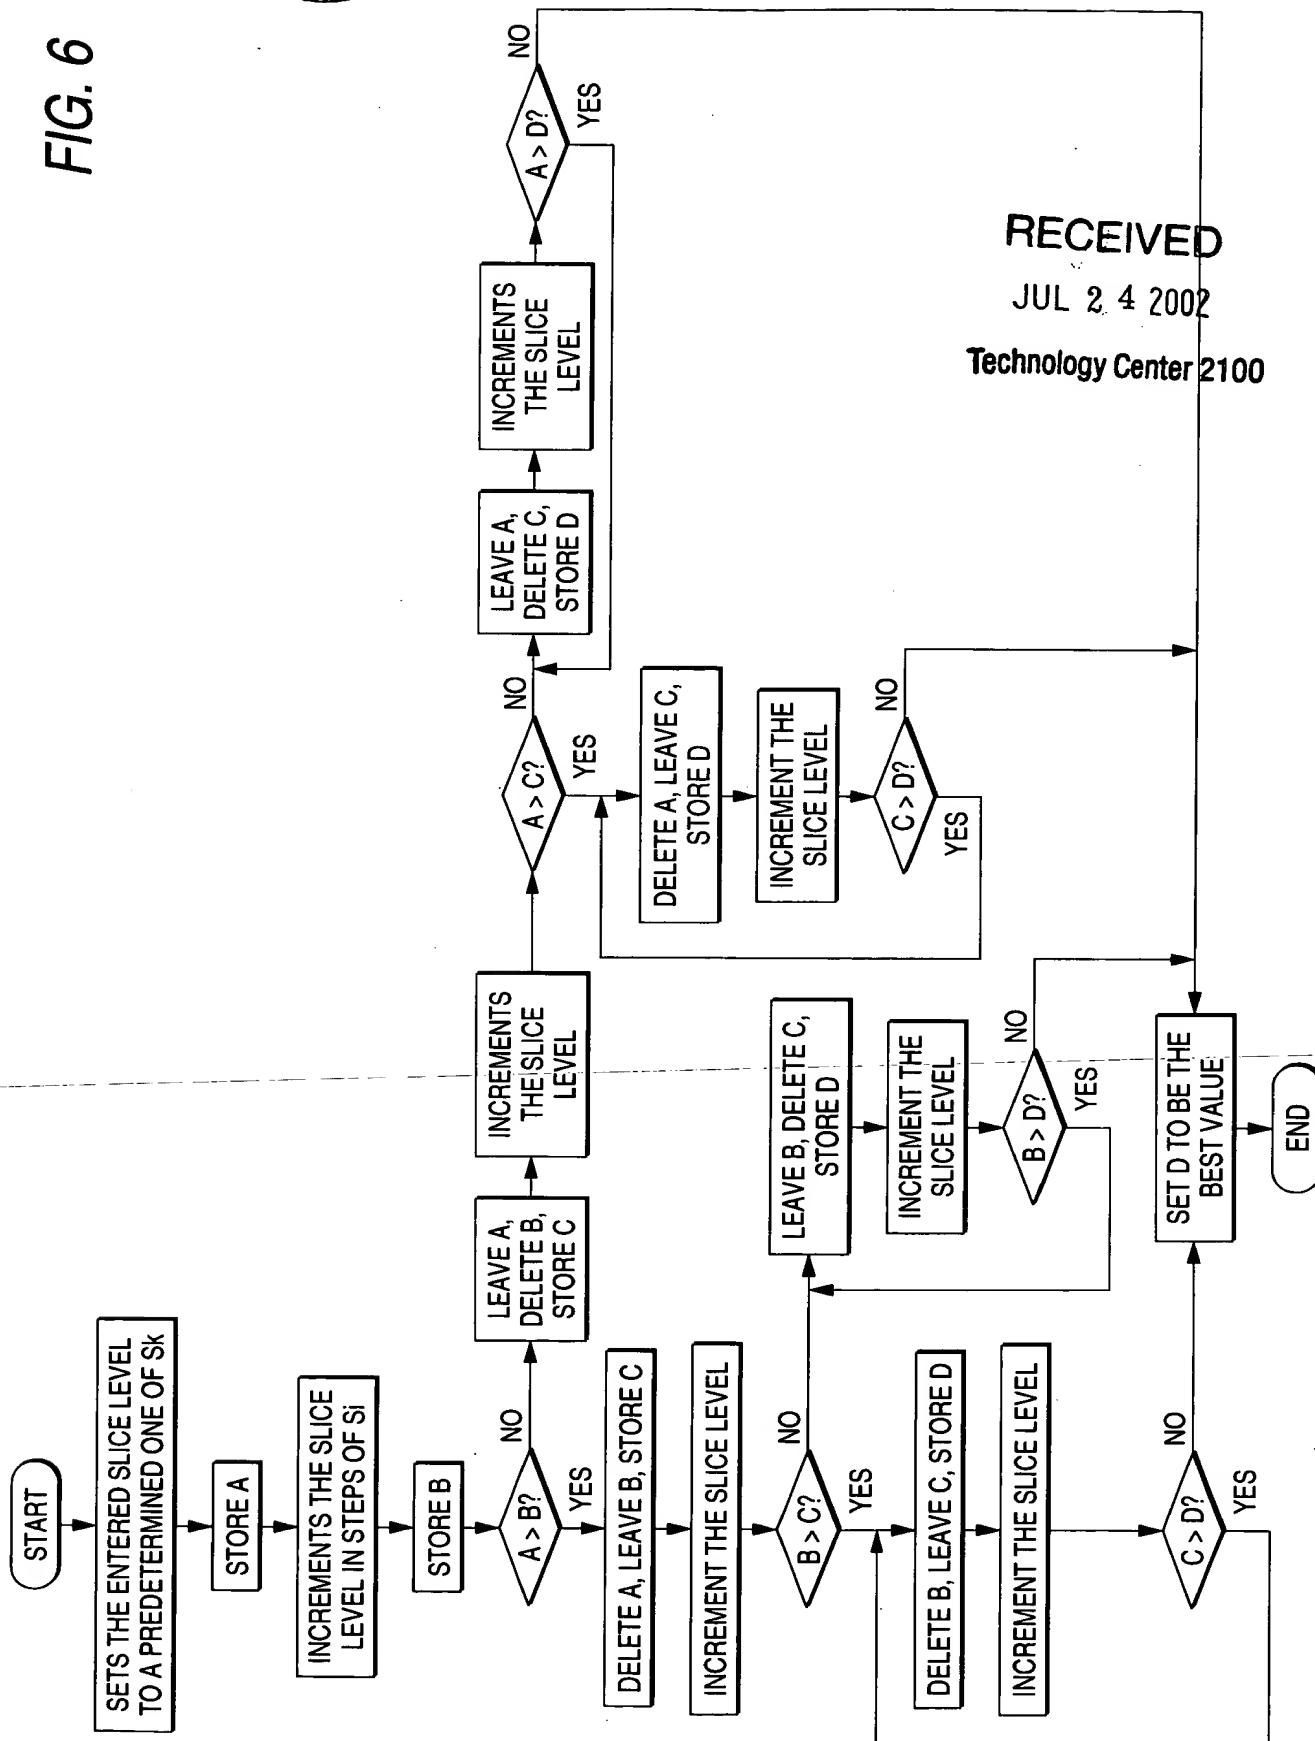 FIG. 6
START
SETS THE ENTERED SLICE LEVEL
TO A PREDETERMINED ONE OF Sk
STORE A
INCREMENTS THE SLICE
LEVEL IN STEPS OF Si
STORE B
A > B?
NO
YES
LEAVE A,
DELETE B,
STORE C
INCREMENTS
THE SLICE
LEVEL
A > C?
NO
YES
LEAVE A,
DELETE C,
STORE D
INCREMENTS
THE SLICE
LEVEL
A > D?
NO
YES
DELETE A, LEAVE C,
STORE D
INCREMENT THE
SLICE LEVEL
C > D?
NO
YES
DELETE A, LEAVE B, STORE C
INCREMENT THE SLICE LEVEL
B > C?
NO
YES
LEAVE B, DELETE C,
STORE D
INCREMENT THE
SLICE LEVEL
B > D?
NO
YES
DELETE B, LEAVE C, STORE D
INCREMENT THE SLICE LEVEL
C > D?
NO
YES
SET D TO BE THE
BEST VALUE
END
RECEIVED
JUL 24 2002
Technology Center 2100